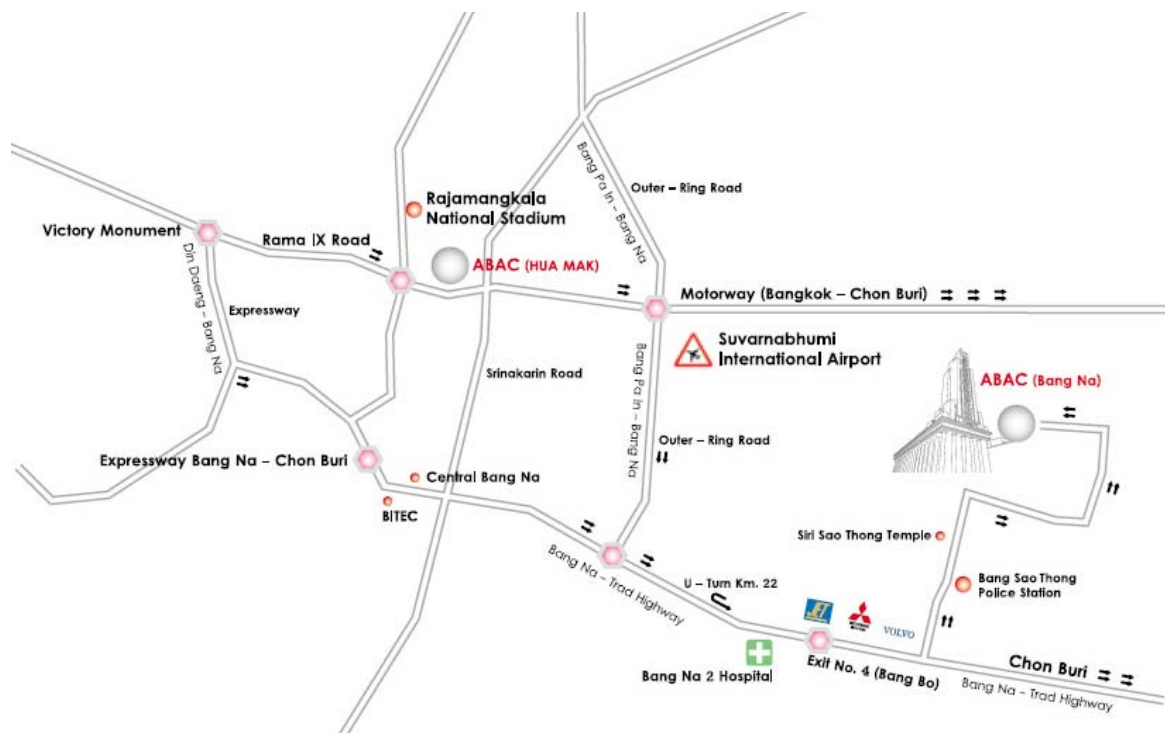 Bang Pa In – Bang Na
Outer – Ring Road
Rajamangkala
National Stadium
Victory Monument
Rama IX Road
ABAC (HUA MAK)
Din Daeng – Bang Na
Expressway
Motorway (Bangkok – Chon Buri)
Suvarnabhumi
International Airport
Bang Pa In – Bang Na
Srinakarin Road
ABAC (Bang Na)
Outer – Ring Road
Expressway Bang Na – Chon Buri
Central Bang Na
BITEC
Siri Sao Thong Temple
Bang Na – Trad Highway
U – Turn Km. 22
Bang Sao Thong
Police Station
JET
VOLVO
Bang Na 2 Hospital
Exit No. 4 (Bang Bo)
Chon Buri
Bang Na – Trad Highway